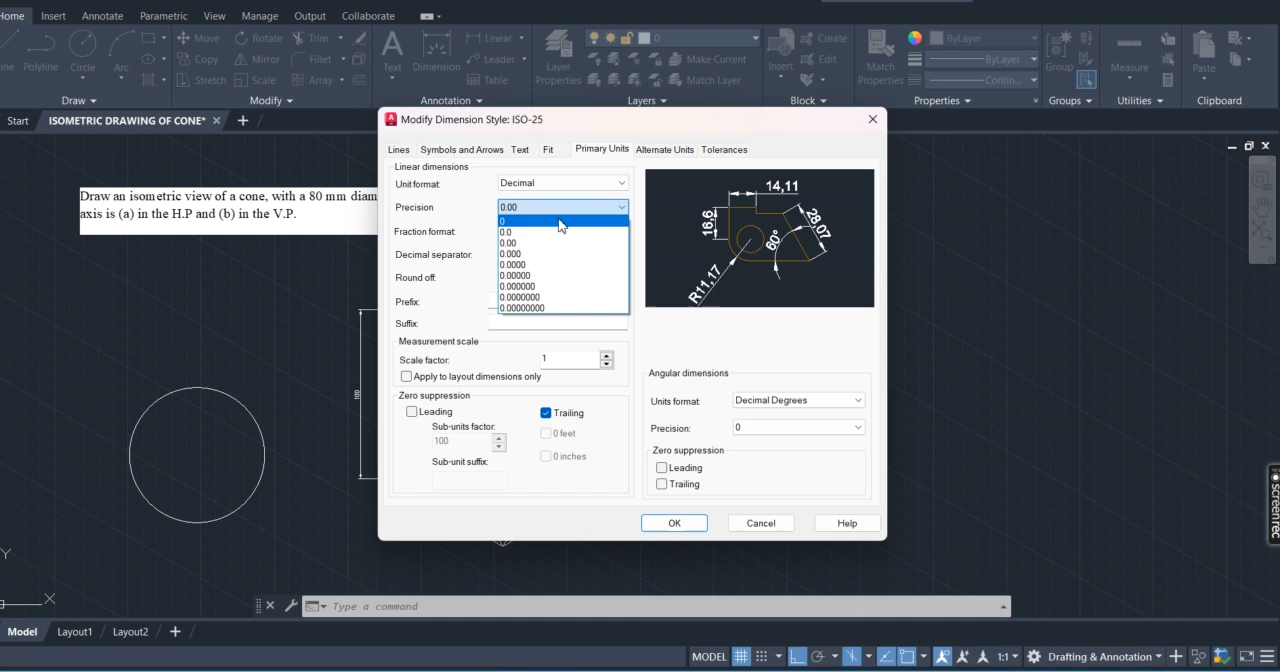 Home Insert Annotate Parametric View Manage Output Collaborate
Line Polyline Circle Arc
Move Rotate Trim
Copy Mirror Fillet
Stretch Scale Array
Text Dimension
Linear
Leader
Table
Layer Properties
0
Make Current
Match Layer
Insert
Create
Edit
Match Properties
ByLayer
ByLayer
Contin...
Group
Measure
Paste
Draw Modify Annotation Layers Block Properties Groups Utilities Clipboard
Start ISOMETRIC DRAWING OF CONE*
Draw an isometric view of a cone, with a 80 mm diam
axis is (a) in the H.P and (b) in the V.P.
100
Modify Dimension Style: ISO-25
Lines Symbols and Arrows Text Fit Primary Units Alternate Units Tolerances
Linear dimensions
Unit format: Decimal
Precision 0.00
0
0.0
0.00
0.000
0.0000
0.00000
0.000000
0.0000000
0.00000000
Fraction format:
Decimal separator:
Round off:
Prefix:
Suffix:
Measurement scale
Scale factor: 1
Apply to layout dimensions only
Zero suppression
Leading
Trailing
Sub-units factor:
100
0 feet
Sub-unit suffix:
0 inches
14,11
16,6
28,07
60°
R11,17
Angular dimensions
Units format: Decimal Degrees
Precision: 0
Zero suppression
Leading
Trailing
OK Cancel Help
screenrec
Y
X
Type a command
Model Layout1 Layout2
MODEL 1:1 Drafting & Annotation